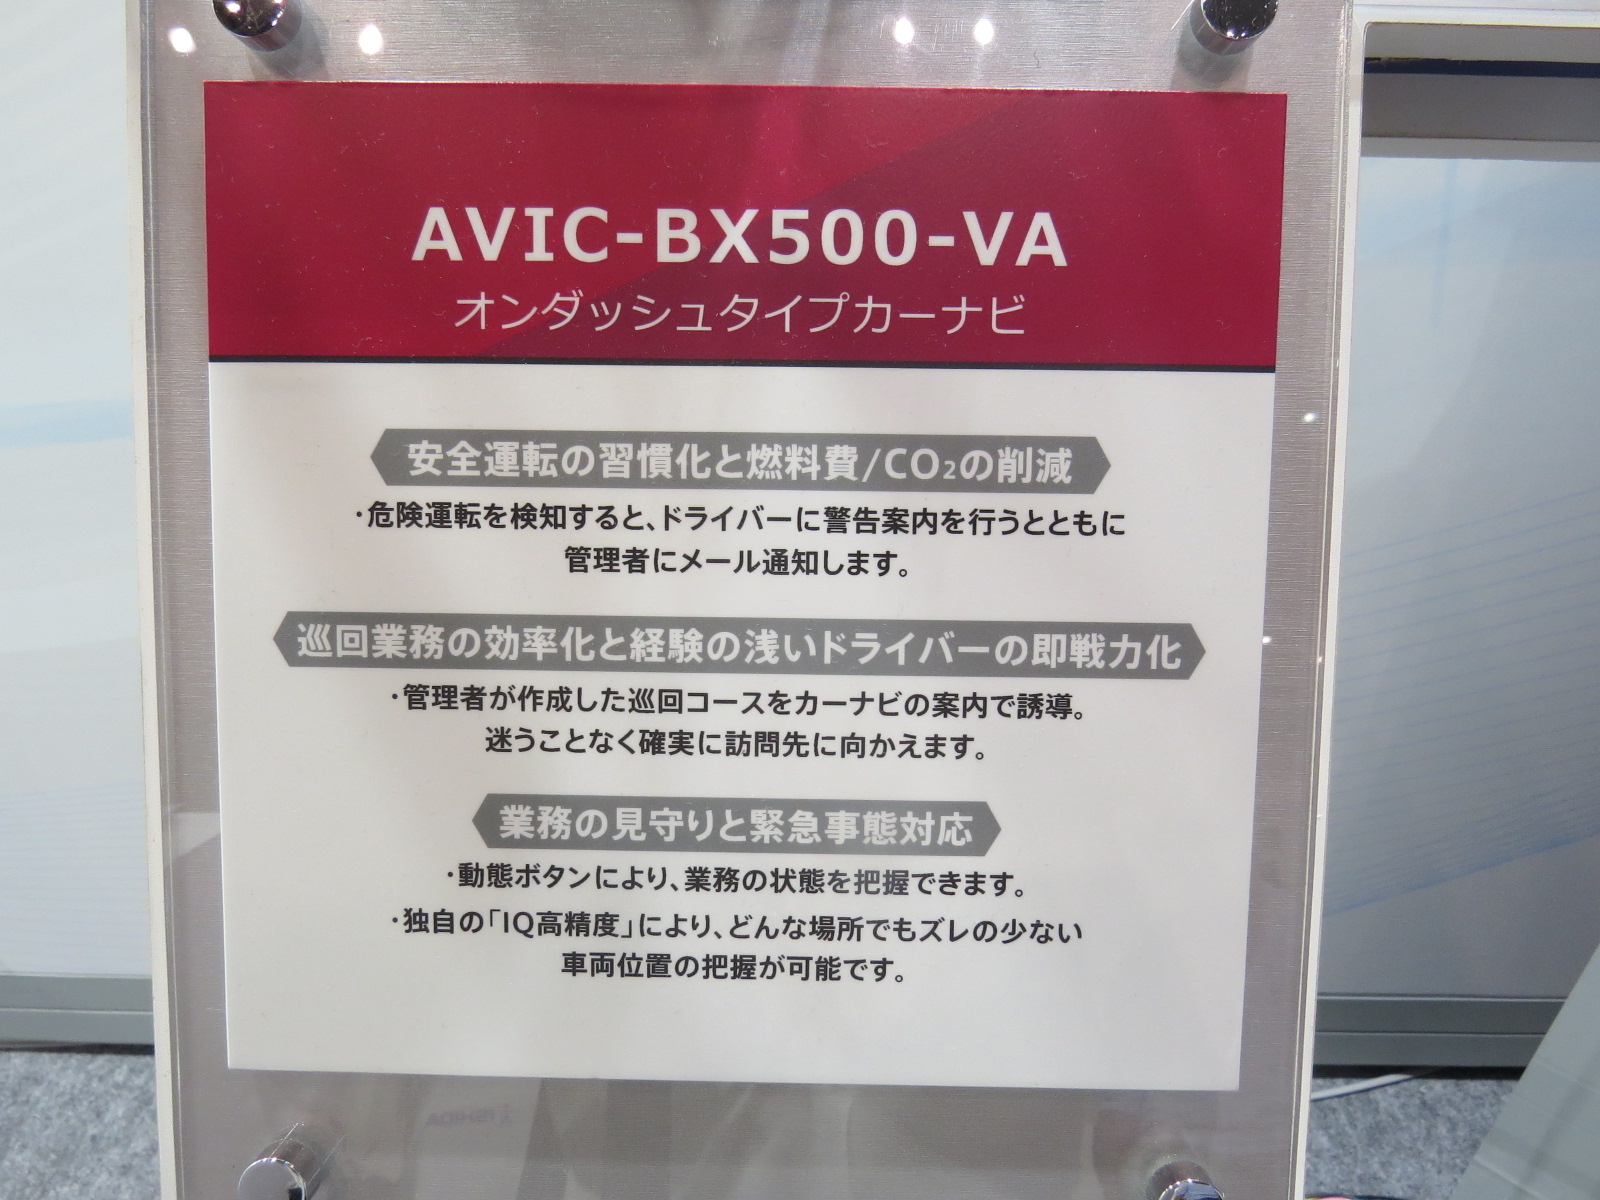 AVIC-BX500-VA
オンダッシュタイプカーナビ
安全運転の習慣化と燃料費/CO₂の削減
・危険運転を検知すると、ドライバーに警告案内を行うとともに
管理者にメール通知します。
巡回業務の効率化と経験の浅いドライバーの即戦力化
・管理者が作成した巡回コースをカーナビの案内で誘導。
迷うことなく確実に訪問先に向かえます。
業務の見守りと緊急事態対応
・動態ボタンにより、業務の状態を把握できます。
・独自の「IQ高精度」により、どんな場所でもズレの少ない
車両位置の把握が可能です。